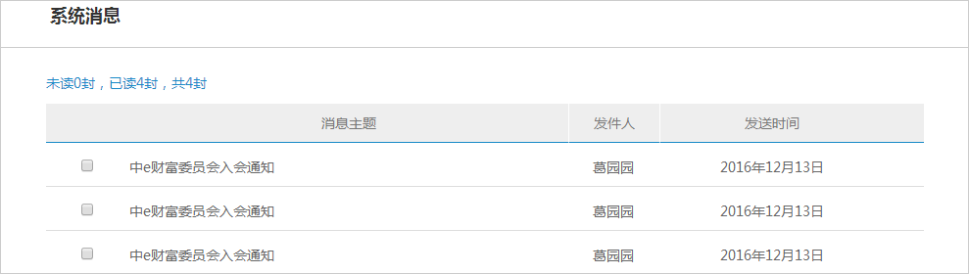 系统消息
未读0封，已读4封，共4封
消息主题 发件人 发送时间
中e财富委员会入会通知 葛园园 2016年12月13日
中e财富委员会入会通知 葛园园 2016年12月13日
中e财富委员会入会通知 葛园园 2016年12月13日